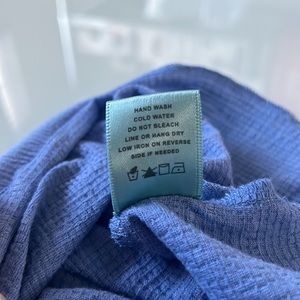 HAND WASH
COLD WATER
DO NOT BLEACH
LINE OR HANG DRY
LOW IRON ON REVERSE
SIDE IF NEEDED